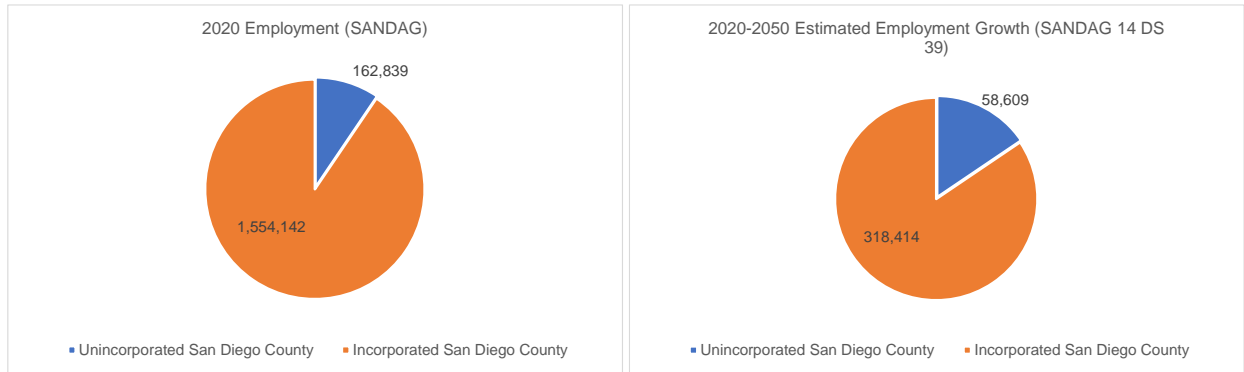 2020 Employment (SANDAG)
162,839
1,554,142
Unincorporated San Diego County
Incorporated San Diego County
2020-2050 Estimated Employment Growth (SANDAG 14 DS
39)
58,609
318,414
Unincorporated San Diego County
Incorporated San Diego County